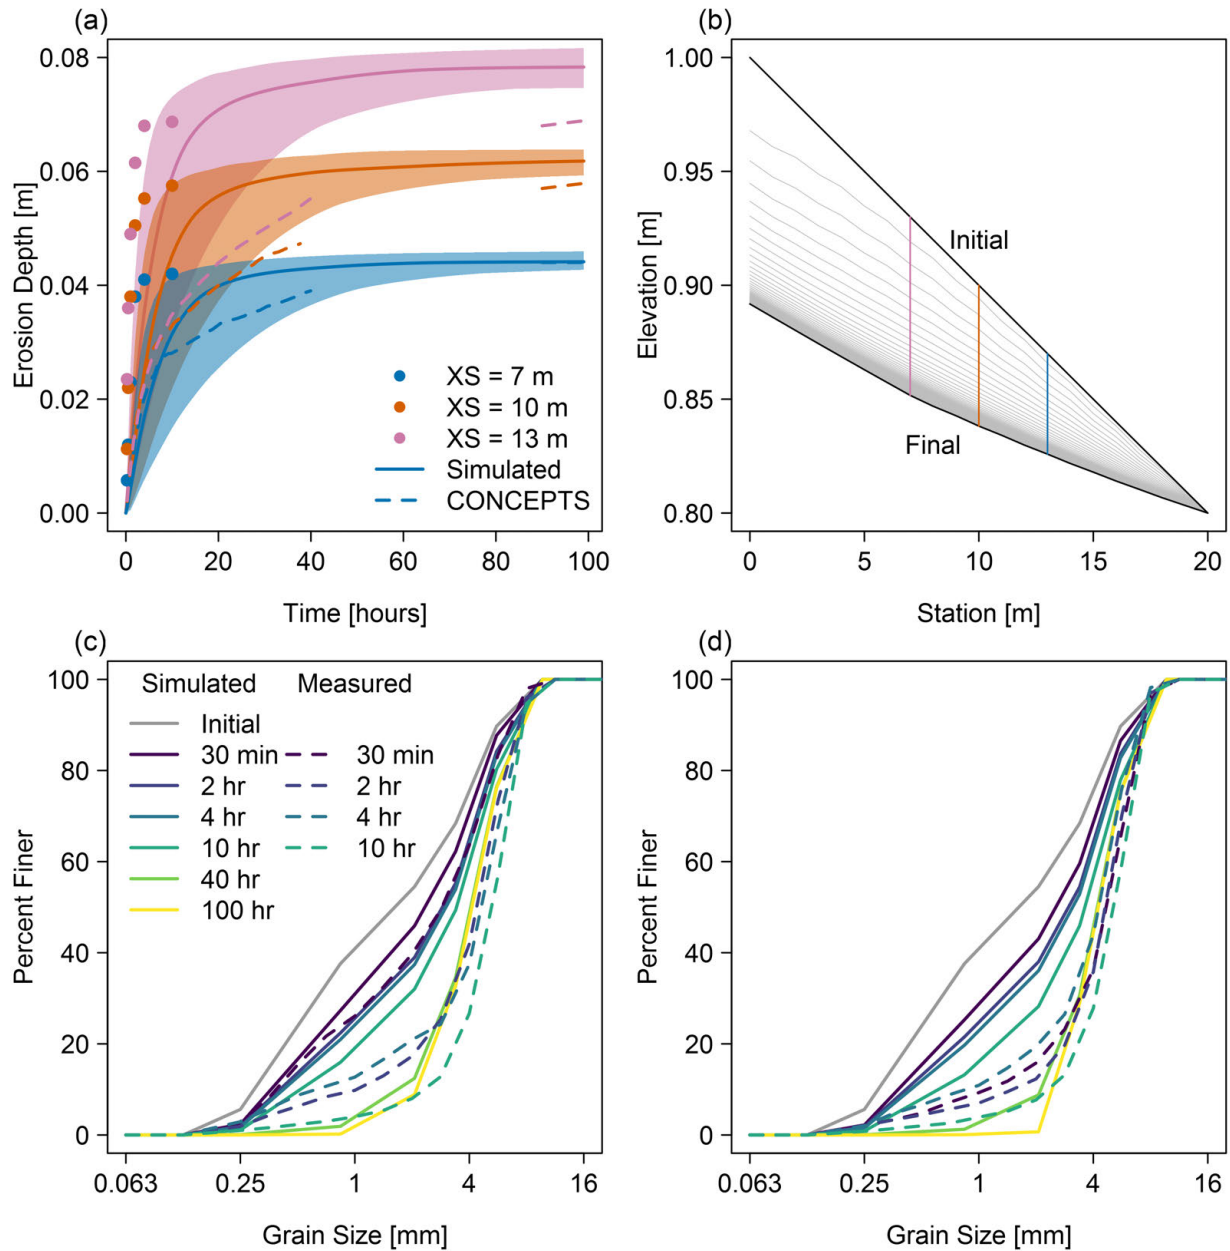 (a)
0.08
0.06
0.04
0.02
0.00
Erosion Depth [m]
XS = 7 m
XS = 10 m
XS = 13 m
Simulated
CONCEPTS
0 20 40 60 80 100
Time [hours]
(b)
1.00
0.95
0.90
0.85
0.80
Elevation [m]
Initial
Final
0 5 10 15 20
Station [m]
(c)
100
80
60
40
20
0
Percent Finer
Simulated Measured
Initial
30 min 30 min
2 hr 2 hr
4 hr 4 hr
10 hr 10 hr
40 hr
100 hr
0.063 0.25 1 4 16
Grain Size [mm]
(d)
100
80
60
40
20
0
Percent Finer
0.063 0.25 1 4 16
Grain Size [mm]